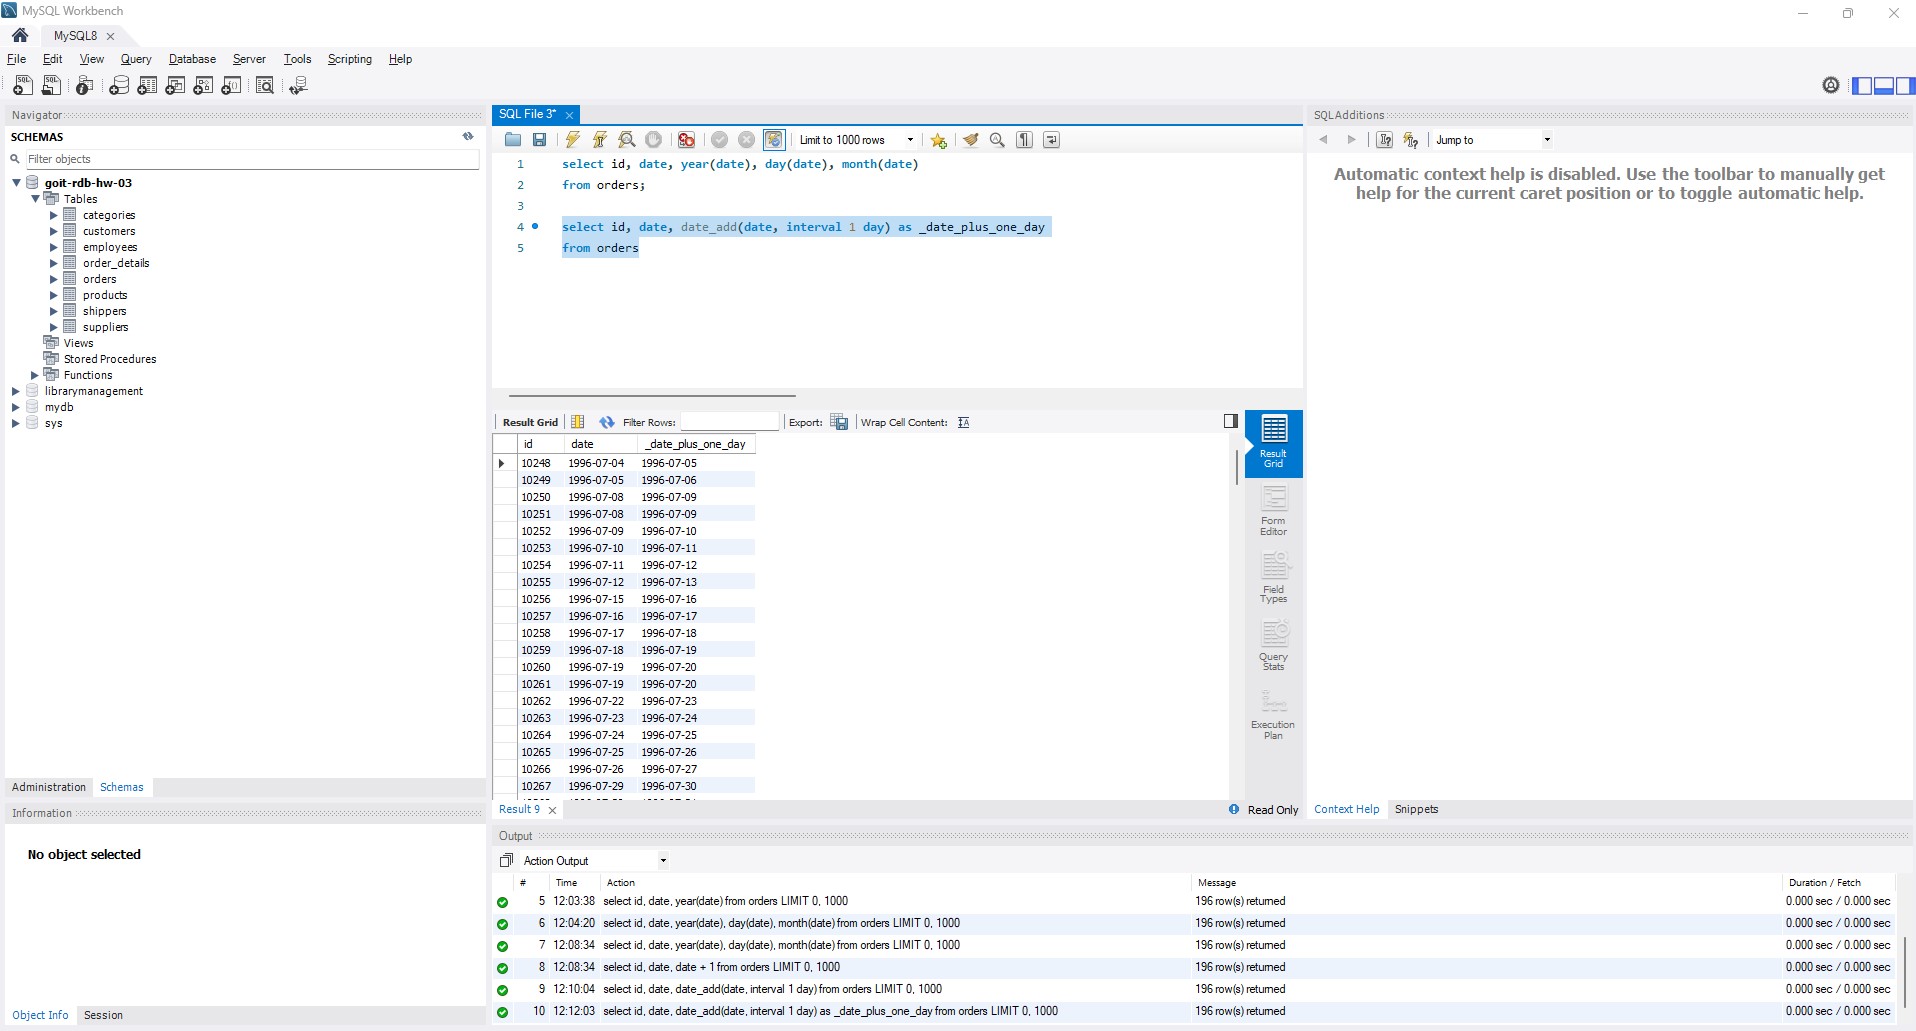 MySQL Workbench
MySQL8
File Edit View Query Database Server Tools Scripting Help
Navigator
SCHEMAS
Filter objects
goit-rdb-hw-03
Tables
categories
customers
employees
order_details
orders
products
shippers
suppliers
Views
Stored Procedures
Functions
librarymanagement
mydb
sys
Administration Schemas
Information
No object selected
Object Info Session
SQL File 3*
Limit to 1000 rows
1 select id, date, year(date), day(date), month(date)
2 from orders;
3
4 select id, date, date_add(date, interval 1 day) as _date_plus_one_day
5 from orders
Result Grid Filter Rows: Export: Wrap Cell Content:
id date _date_plus_one_day
10248 1996-07-04 1996-07-05
10249 1996-07-05 1996-07-06
10250 1996-07-08 1996-07-09
10251 1996-07-08 1996-07-09
10252 1996-07-09 1996-07-10
10253 1996-07-10 1996-07-11
10254 1996-07-11 1996-07-12
10255 1996-07-12 1996-07-13
10256 1996-07-15 1996-07-16
10257 1996-07-16 1996-07-17
10258 1996-07-17 1996-07-18
10259 1996-07-18 1996-07-19
10260 1996-07-19 1996-07-20
10261 1996-07-19 1996-07-20
10262 1996-07-22 1996-07-23
10263 1996-07-23 1996-07-24
10264 1996-07-24 1996-07-25
10265 1996-07-25 1996-07-26
10266 1996-07-26 1996-07-27
10267 1996-07-29 1996-07-30
Result
Grid
Form
Editor
Field
Types
Query
Stats
Execution
Plan
Result 9
Read Only
SQLAdditions
Jump to
Automatic context help is disabled. Use the toolbar to manually get
help for the current caret position or to toggle automatic help.
Context Help Snippets
Output
Action Output
# Time Action Message Duration / Fetch
5 12:03:38 select id, date, year(date) from orders LIMIT 0, 1000 196 row(s) returned 0.000 sec / 0.000 sec
6 12:04:20 select id, date, year(date), day(date), month(date) from orders LIMIT 0, 1000 196 row(s) returned 0.000 sec / 0.000 sec
7 12:08:34 select id, date, year(date), day(date), month(date) from orders LIMIT 0, 1000 196 row(s) returned 0.000 sec / 0.000 sec
8 12:08:34 select id, date, date + 1 from orders LIMIT 0, 1000 196 row(s) returned 0.000 sec / 0.000 sec
9 12:10:04 select id, date, date_add(date, interval 1 day) from orders LIMIT 0, 1000 196 row(s) returned 0.000 sec / 0.000 sec
10 12:12:03 select id, date, date_add(date, interval 1 day) as _date_plus_one_day from orders LIMIT 0, 1000 196 row(s) returned 0.000 sec / 0.000 sec